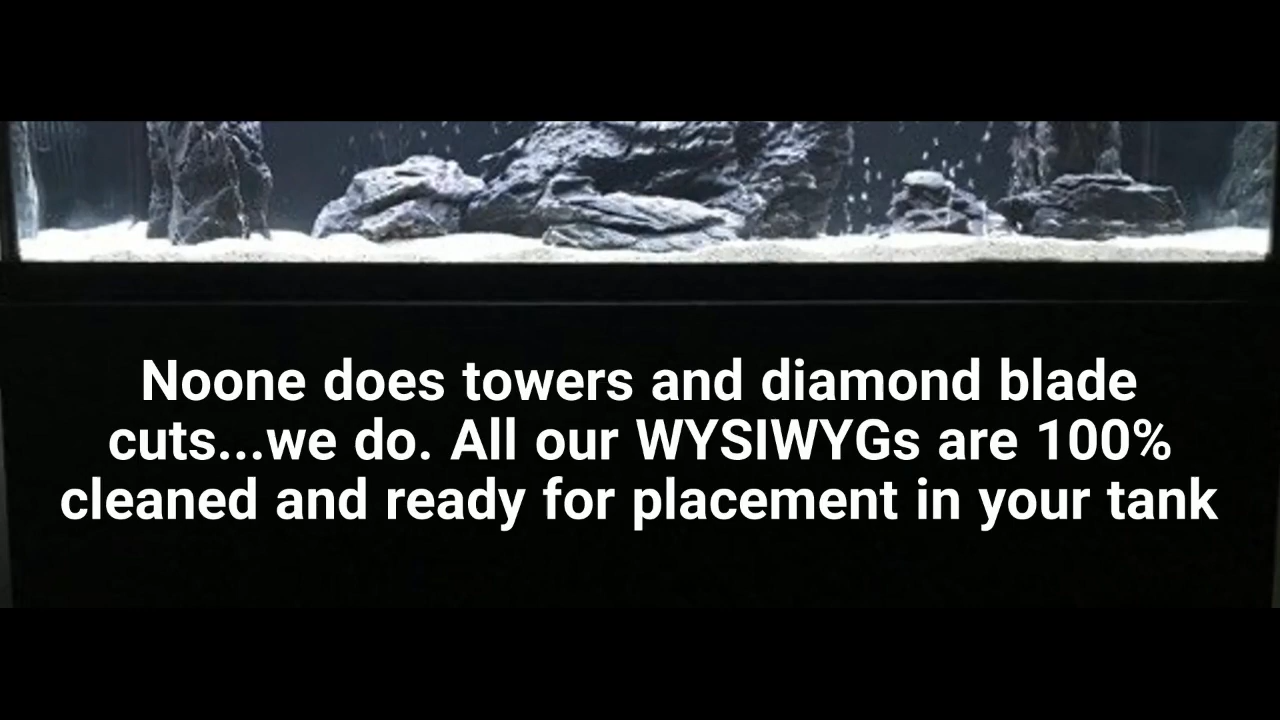 Noone does towers and diamond blade
cuts...we do. All our WYSIWYGs are 100%
cleaned and ready for placement in your tank